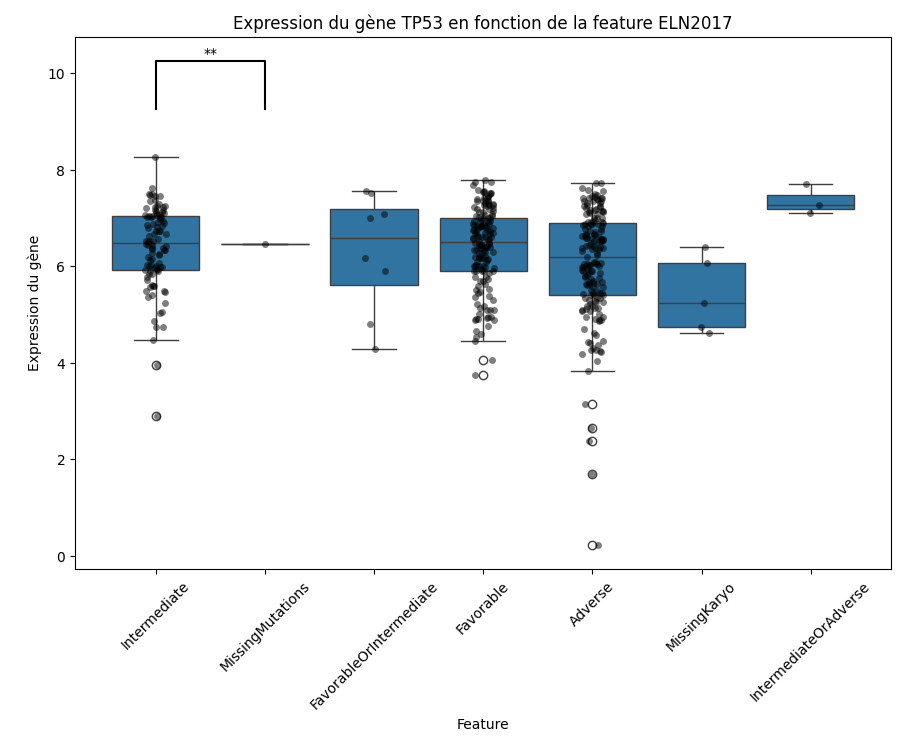 Expression du gène TP53 en fonction de la feature ELN2017
**
10
8
6
4
2
0
Expression du gène
Intermediate
MissingMutations
FavorableOrIntermediate
Favorable
Adverse
MissingKaryo
IntermediateOrAdverse
Feature